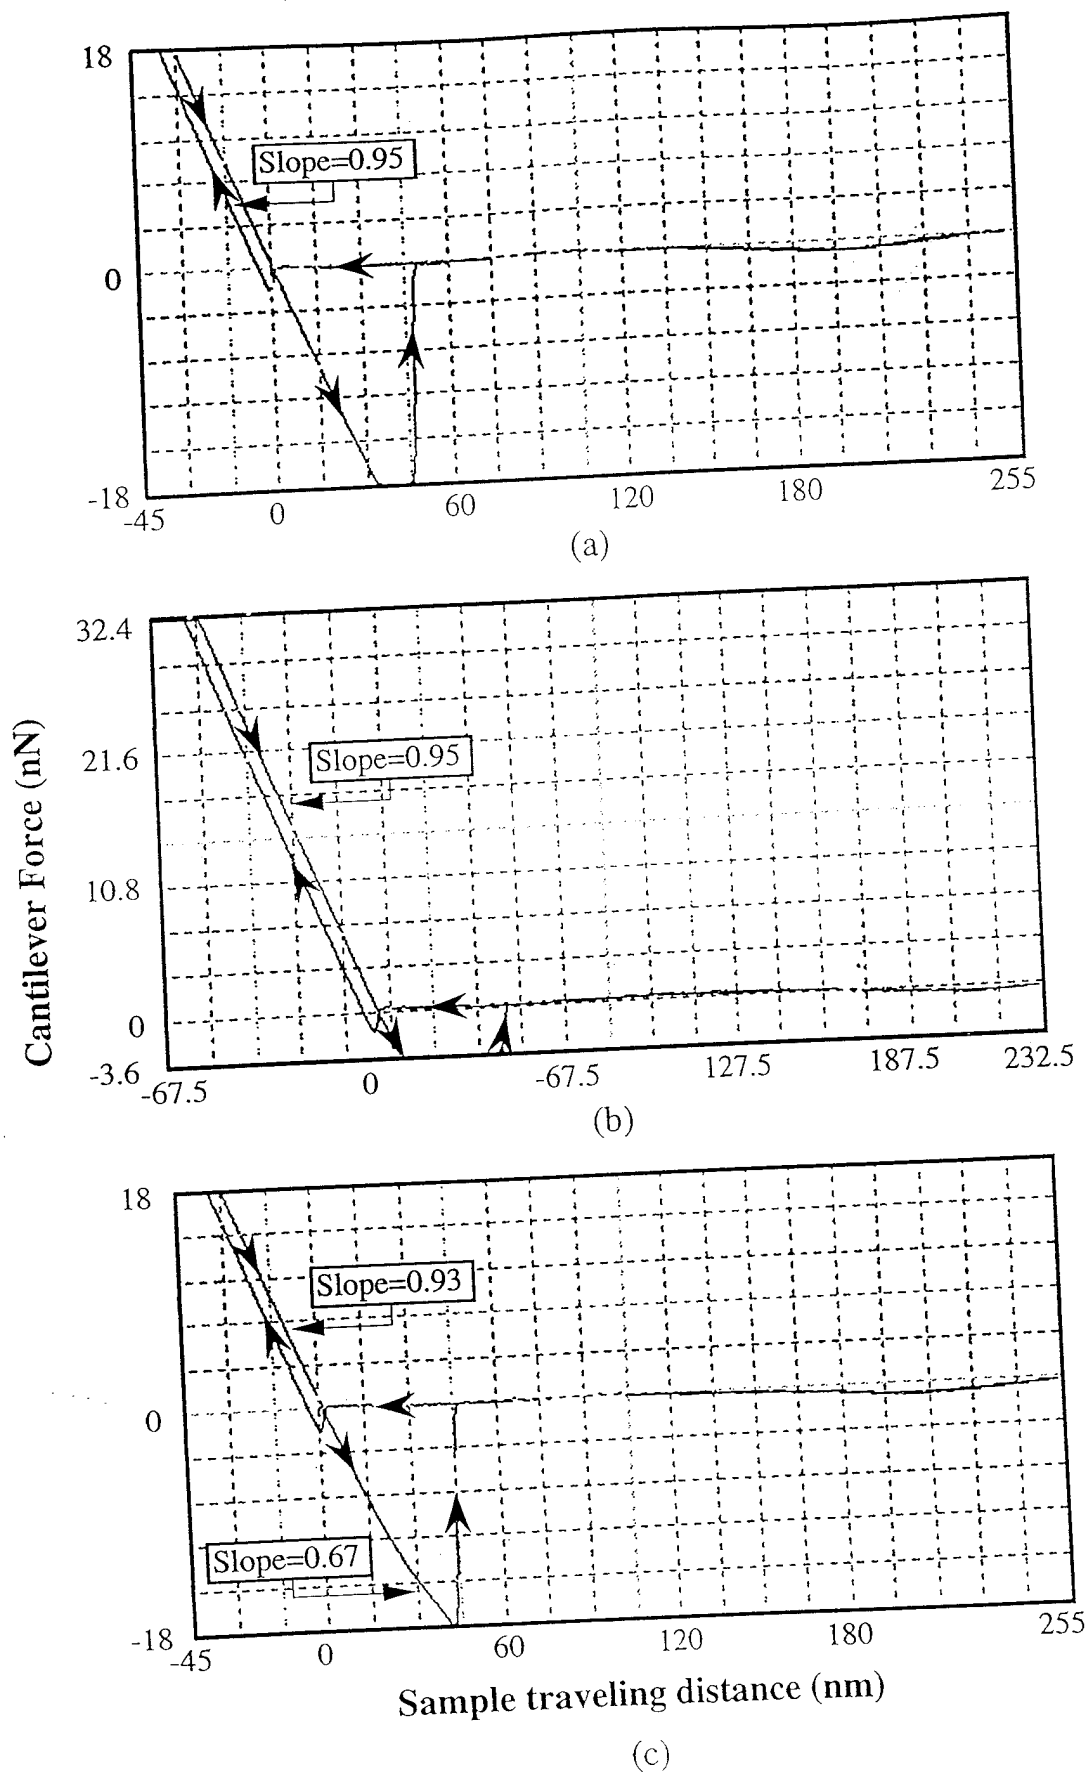 18
Slope=0.95
0
-18
-45 0 60 120 180 255
(a)
32.4
21.6
Slope=0.95
10.8
0
-3.6
-67.5 0 -67.5 127.5 187.5 232.5
(b)
Cantilever Force (nN)
18
Slope=0.93
0
Slope=0.67
-18
-45 0 60 120 180 255
Sample traveling distance (nm)
(c)